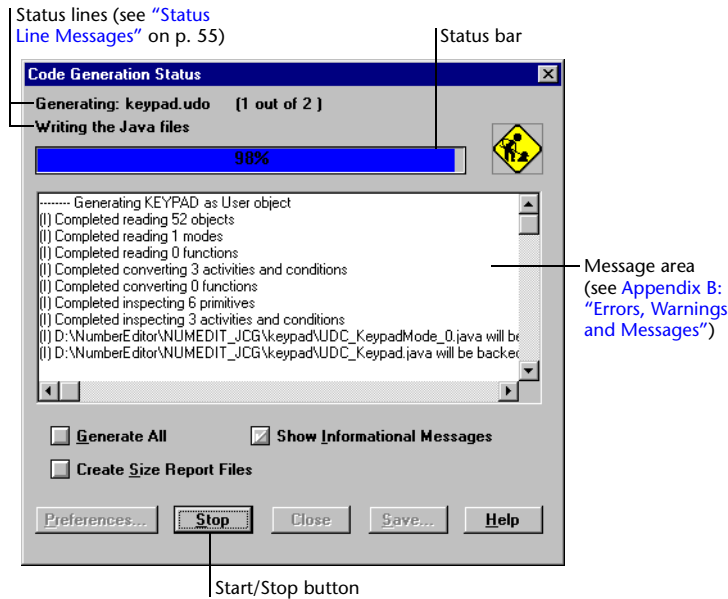 Status lines (see “Status
Line Messages” on p. 55)
Status bar
Code Generation Status
Generating: keypad.udo (1 out of 2 )
Writing the Java files
98%
-------- Generating KEYPAD as User object
(I) Completed reading 52 objects
(I) Completed reading 1 modes
(I) Completed reading 0 functions
(I) Completed converting 3 activities and conditions
(I) Completed converting 0 functions
(I) Completed inspecting 6 primitives
(I) Completed inspecting 3 activities and conditions
(I) D:\NumberEditor\NUMEDIT_JCG\keypad\UDC_KeypadMode_0.java will be
(I) D:\NumberEditor\NUMEDIT_JCG\keypad\UDC_Keypad.java will be backed
Message area
(see Appendix B:
“Errors, Warnings
and Messages”)
Generate All
Show Informational Messages
Create Size Report Files
Preferences... Stop Close Save... Help
Start/Stop button